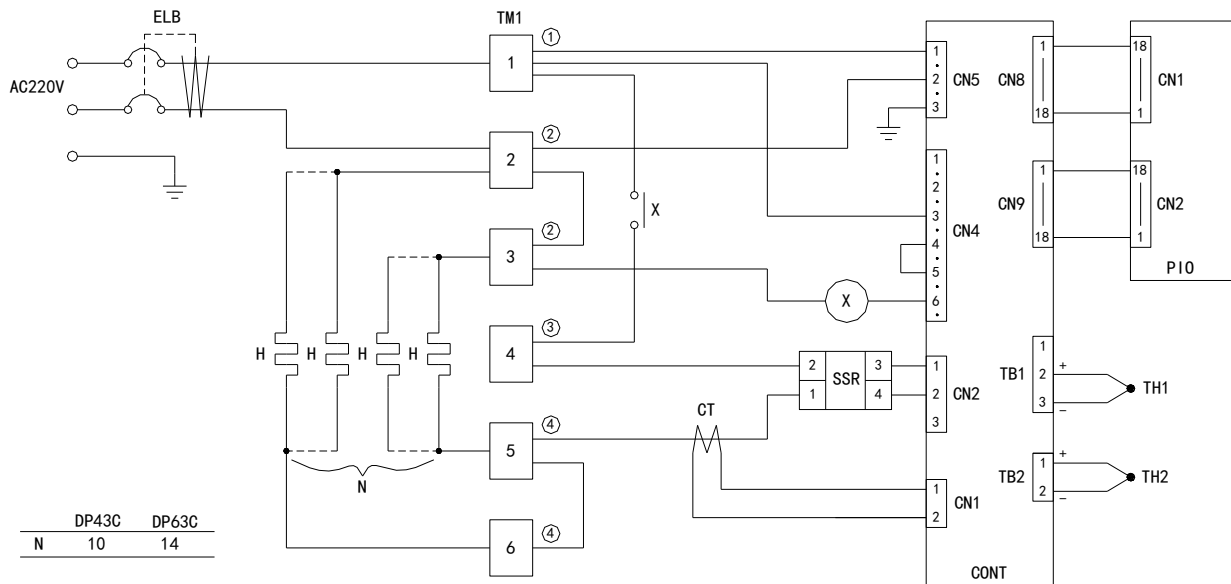 ELB
TM1
AC220V
1
①
2
②
3
②
4
③
5
④
6
④
X
X
H
H
H
H
N
CT
2
1
SSR
3
4
1
2
3
CN5
1
2
3
4
5
6
CN4
1
2
3
CN2
1
2
CN1
CN8
1
18
CN9
1
18
18
1
CN1
18
1
CN2
PIO
TB1
1
2
3
+
−
TH1
TB2
1
2
+
−
TH2
CONT
DP43C DP63C
N 10 14